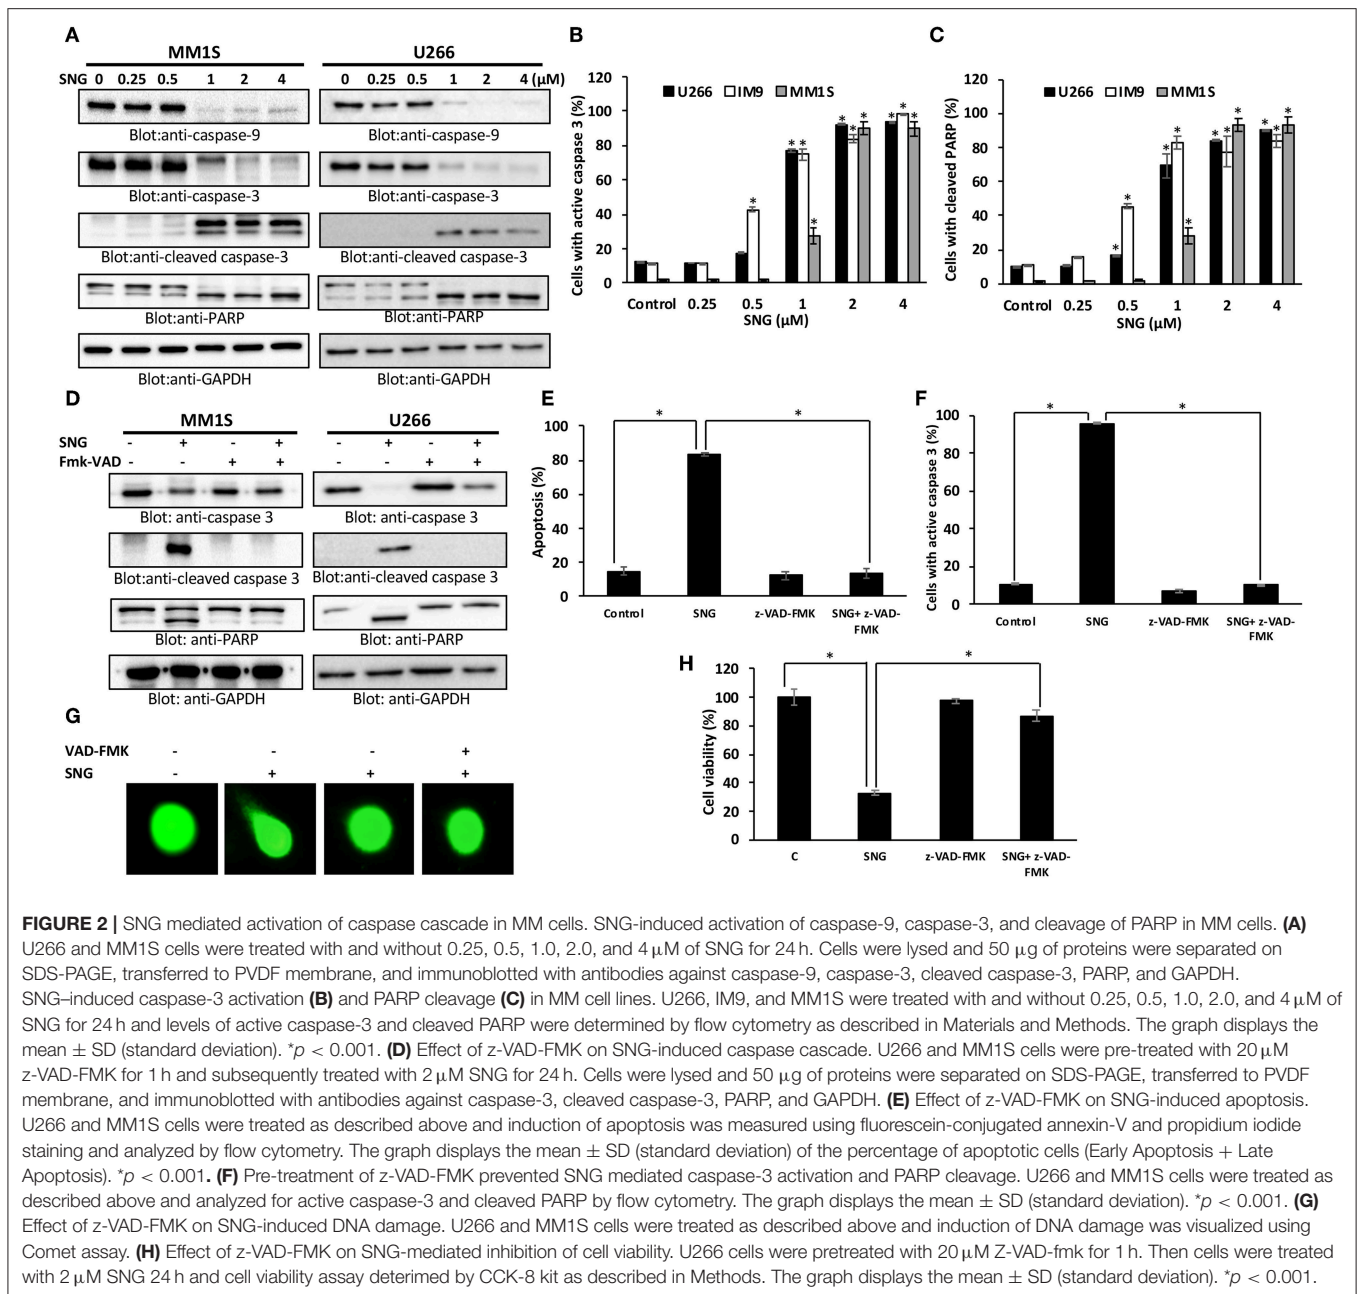 A
MM1S U266
SNG 0 0.25 0.5 1 2 4 0 0.25 0.5 1 2 4 (μM)
Blot:anti-caspase-9 Blot:anti-caspase-9
Blot:anti-caspase-3 Blot:anti-caspase-3
Blot:anti-cleaved caspase-3 Blot:anti-cleaved caspase-3
Blot:anti-PARP Blot:anti-PARP
Blot:anti-GAPDH Blot:anti-GAPDH
B
Cells with active caspase 3 (%)
120
100
80
60
40
20
0
U266 IM9 MM1S
* * * * * * * * * *
Control 0.25 0.5 1 2 4
SNG (μM)
C
Cells with cleaved PARP (%)
120
100
80
60
40
20
0
U266 IM9 MM1S
* * * * * * * * * * *
Control 0.25 0.5 1 2 4
SNG (μM)
D
MM1S U266
SNG - + - + - + - +
Fmk-VAD - - + + - - + +
Blot: anti-caspase 3 Blot: anti-caspase 3
Blot:anti-cleaved caspase 3 Blot:anti-cleaved caspase 3
Blot: anti-PARP Blot: anti-PARP
Blot: anti-GAPDH Blot: anti-GAPDH
E
Apoptosis (%)
100
80
60
40
20
0
* *
Control SNG z-VAD-FMK SNG+ z-VAD-
FMK
F
Cells with active caspase 3 (%)
100
80
60
40
20
0
* *
Control SNG z-VAD-FMK SNG+ z-VAD-
FMK
G
VAD-FMK - - - +
SNG - + + +
H
Cell viability (%)
120
100
80
60
40
20
0
* *
C SNG z-VAD-FMK SNG+ z-VAD-
FMK
FIGURE 2 | SNG mediated activation of caspase cascade in MM cells. SNG-induced activation of caspase-9, caspase-3, and cleavage of PARP in MM cells. (A)
U266 and MM1S cells were treated with and without 0.25, 0.5, 1.0, 2.0, and 4 μM of SNG for 24 h. Cells were lysed and 50 μg of proteins were separated on
SDS-PAGE, transferred to PVDF membrane, and immunoblotted with antibodies against caspase-9, caspase-3, cleaved caspase-3, PARP, and GAPDH.
SNG–induced caspase-3 activation (B) and PARP cleavage (C) in MM cell lines. U266, IM9, and MM1S were treated with and without 0.25, 0.5, 1.0, 2.0, and 4 μM of
SNG for 24 h and levels of active caspase-3 and cleaved PARP were determined by flow cytometry as described in Materials and Methods. The graph displays the
mean ± SD (standard deviation). *p < 0.001. (D) Effect of z-VAD-FMK on SNG-induced caspase cascade. U266 and MM1S cells were pre-treated with 20 μM
z-VAD-FMK for 1 h and subsequently treated with 2 μM SNG for 24 h. Cells were lysed and 50 μg of proteins were separated on SDS-PAGE, transferred to PVDF
membrane, and immunoblotted with antibodies against caspase-3, cleaved caspase-3, PARP, and GAPDH. (E) Effect of z-VAD-FMK on SNG-induced apoptosis.
U266 and MM1S cells were treated as described above and induction of apoptosis was measured using fluorescein-conjugated annexin-V and propidium iodide
staining and analyzed by flow cytometry. The graph displays the mean ± SD (standard deviation) of the percentage of apoptotic cells (Early Apoptosis + Late
Apoptosis). *p < 0.001. (F) Pre-treatment of z-VAD-FMK prevented SNG mediated caspase-3 activation and PARP cleavage. U266 and MM1S cells were treated as
described above and analyzed for active caspase-3 and cleaved PARP by flow cytometry. The graph displays the mean ± SD (standard deviation). *p < 0.001. (G)
Effect of z-VAD-FMK on SNG-induced DNA damage. U266 and MM1S cells were treated as described above and induction of DNA damage was visualized using
Comet assay. (H) Effect of z-VAD-FMK on SNG-mediated inhibition of cell viability. U266 cells were pretreated with 20 μM Z-VAD-fmk for 1 h. Then cells were treated
with 2 μM SNG 24 h and cell viability assay deterimed by CCK-8 kit as described in Methods. The graph displays the mean ± SD (standard deviation). *p < 0.001.